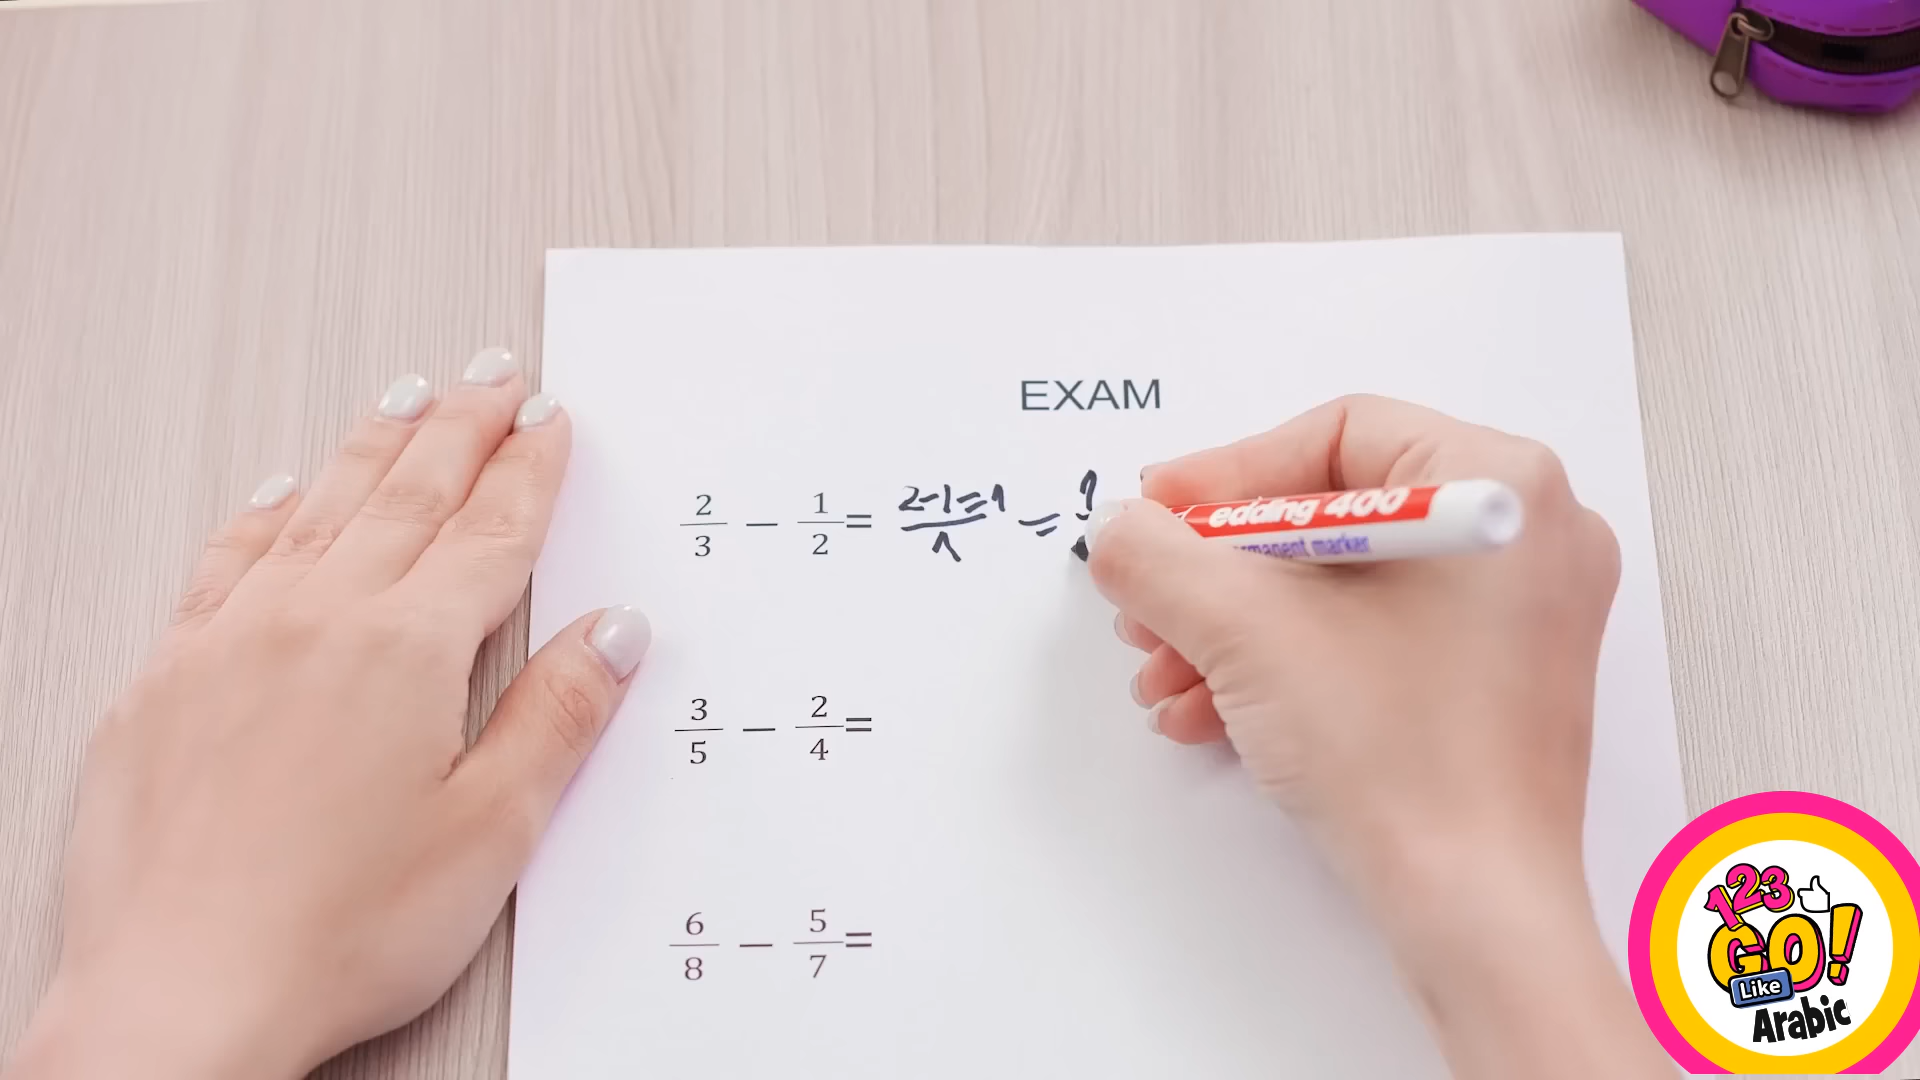 EXAM
2/3 − 1/2 = 2-1=1/1 = 1
3/5 − 2/4 =
6/8 − 5/7 =
edding 400
permanent marker
123 GO! Like Arabic